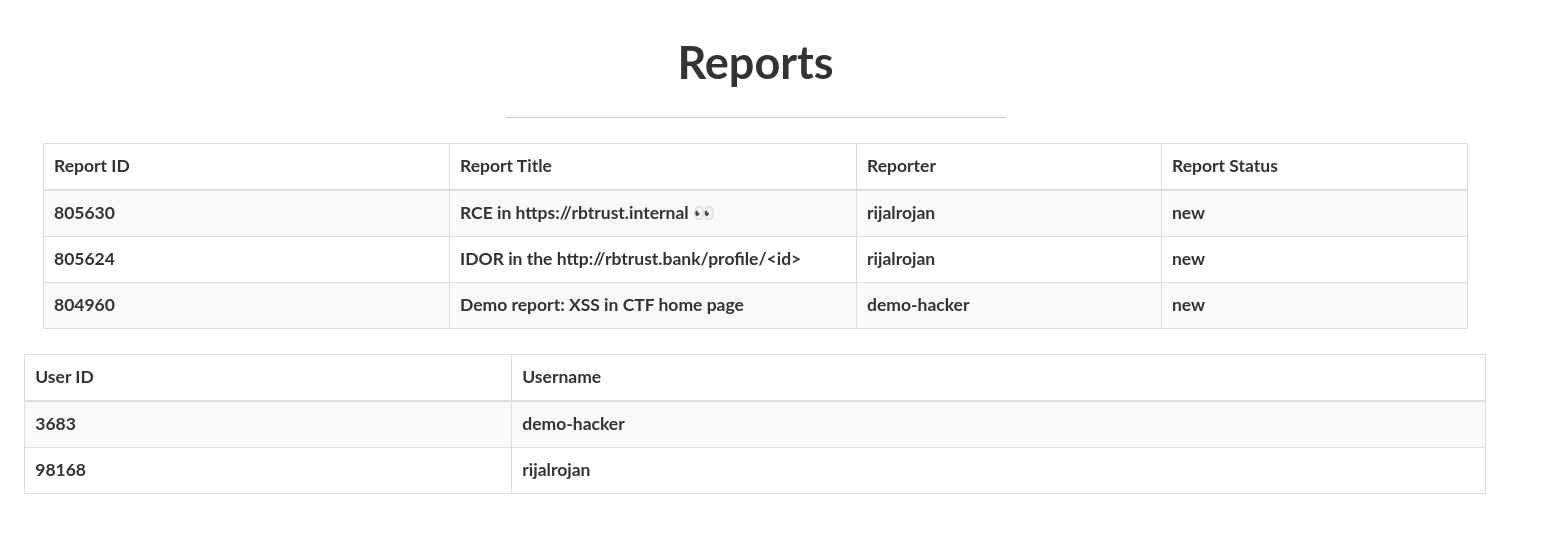 Reports
Report ID Report Title Reporter Report Status
805630 RCE in https://rbtrust.internal 👀 rijalrojan new
805624 IDOR in the http://rbtrust.bank/profile/<id> rijalrojan new
804960 Demo report: XSS in CTF home page demo-hacker new
User ID Username
3683 demo-hacker
98168 rijalrojan